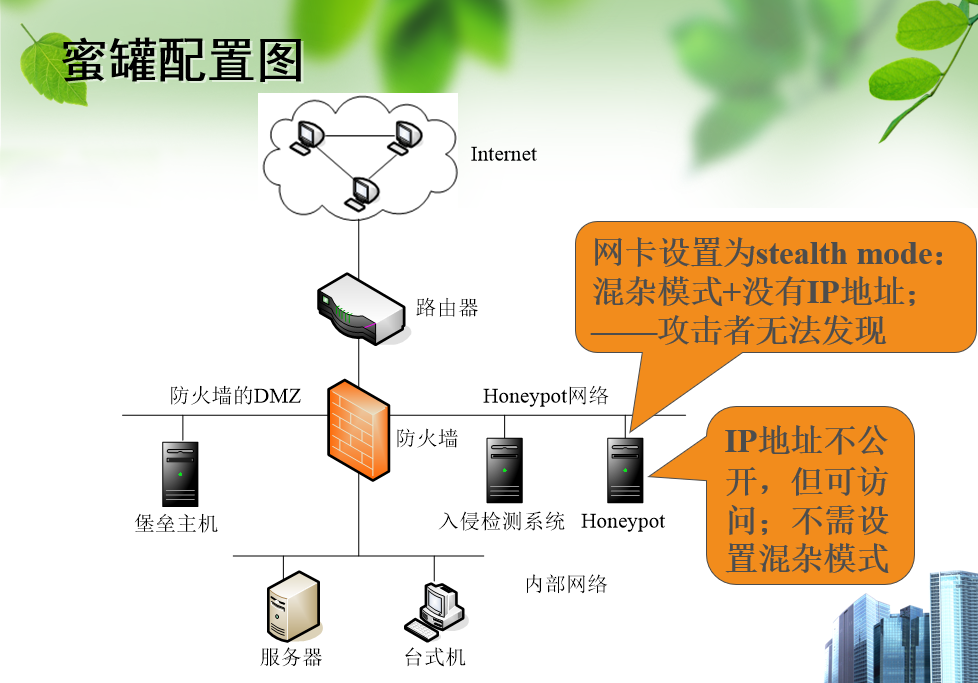 蜜罐配置图
Internet
网卡设置为stealth mode：
混杂模式+没有IP地址；
——攻击者无法发现
路由器
防火墙的DMZ
Honeypot网络
防火墙
IP地址不公
开，但可访
问；不需设
置混杂模式
堡垒主机
入侵检测系统
Honeypot
内部网络
服务器
台式机